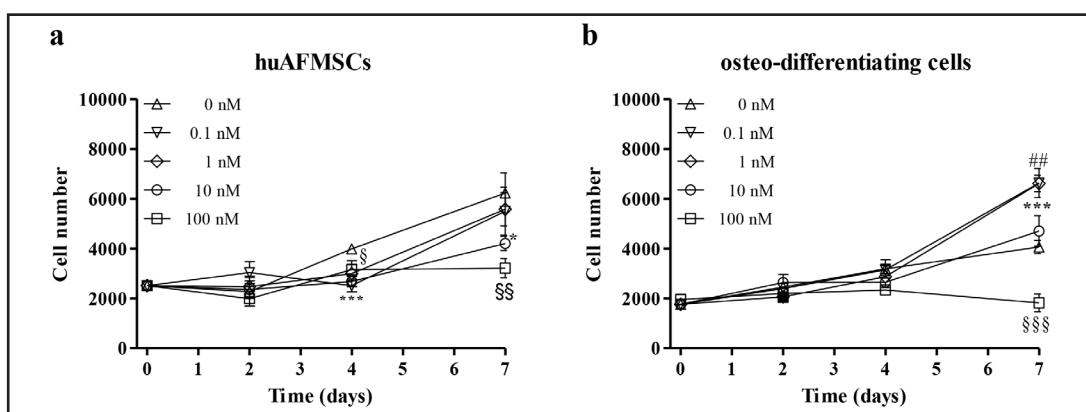 a
huAFMSCs
10000
8000
6000
4000
2000
0
Cell number
0 nM
0.1 nM
1 nM
10 nM
100 nM
§
***
*
§§
0 1 2 3 4 5 6 7
Time (days)
b
osteo-differentiating cells
10000
8000
6000
4000
2000
0
Cell number
0 nM
0.1 nM
1 nM
10 nM
100 nM
##
***
§§§
0 1 2 3 4 5 6 7
Time (days)